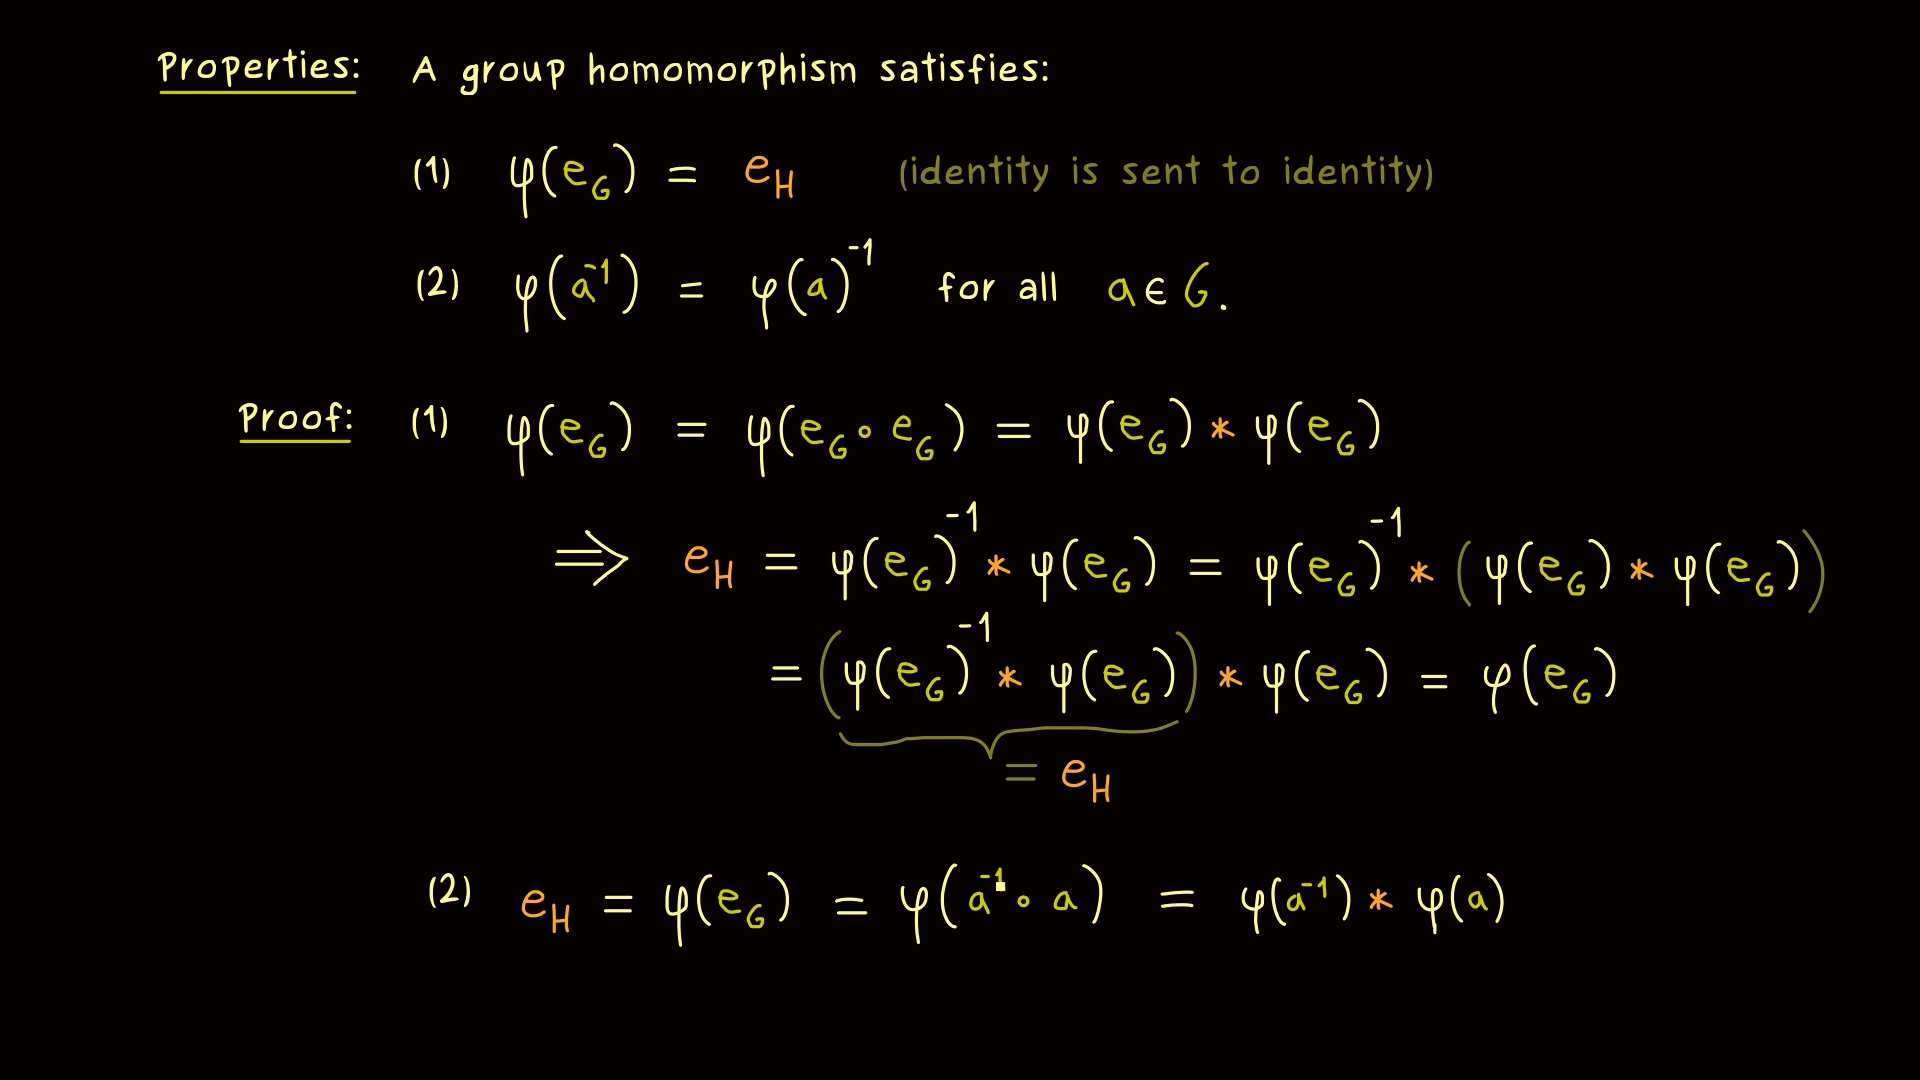 Properties: A group homomorphism satisfies:
(1) φ(e_G) = e_H (identity is sent to identity)
(2) φ(a⁻¹) = φ(a)⁻¹ for all a ∈ G.
Proof: (1) φ(e_G) = φ(e_G ∘ e_G) = φ(e_G) * φ(e_G)
⇒ e_H = φ(e_G)⁻¹ * φ(e_G) = φ(e_G)⁻¹ * (φ(e_G) * φ(e_G))
= (φ(e_G)⁻¹ * φ(e_G)) * φ(e_G) = φ(e_G)
= e_H
(2) e_H = φ(e_G) = φ(a⁻¹ ∘ a) = φ(a⁻¹) * φ(a)